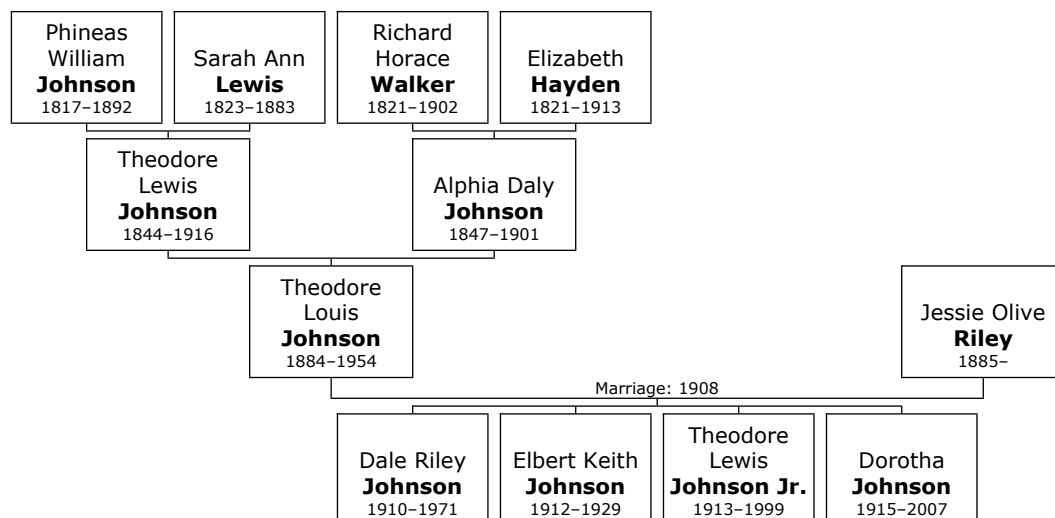 Phineas
William
Johnson
1817–1892
Sarah Ann
Lewis
1823–1883
Richard
Horace
Walker
1821–1902
Elizabeth
Hayden
1821–1913
Theodore
Lewis
Johnson
1844–1916
Alphia Daly
Johnson
1847–1901
Theodore
Louis
Johnson
1884–1954
Jessie Olive
Riley
1885–
Marriage: 1908
Dale Riley
Johnson
1910–1971
Elbert Keith
Johnson
1912–1929
Theodore
Lewis
Johnson Jr.
1913–1999
Dorotha
Johnson
1915–2007